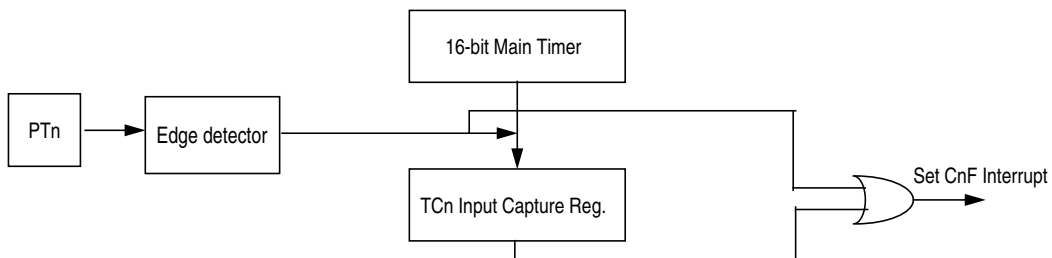 16-bit Main Timer
PTn
Edge detector
TCn Input Capture Reg.
Set CnF Interrupt